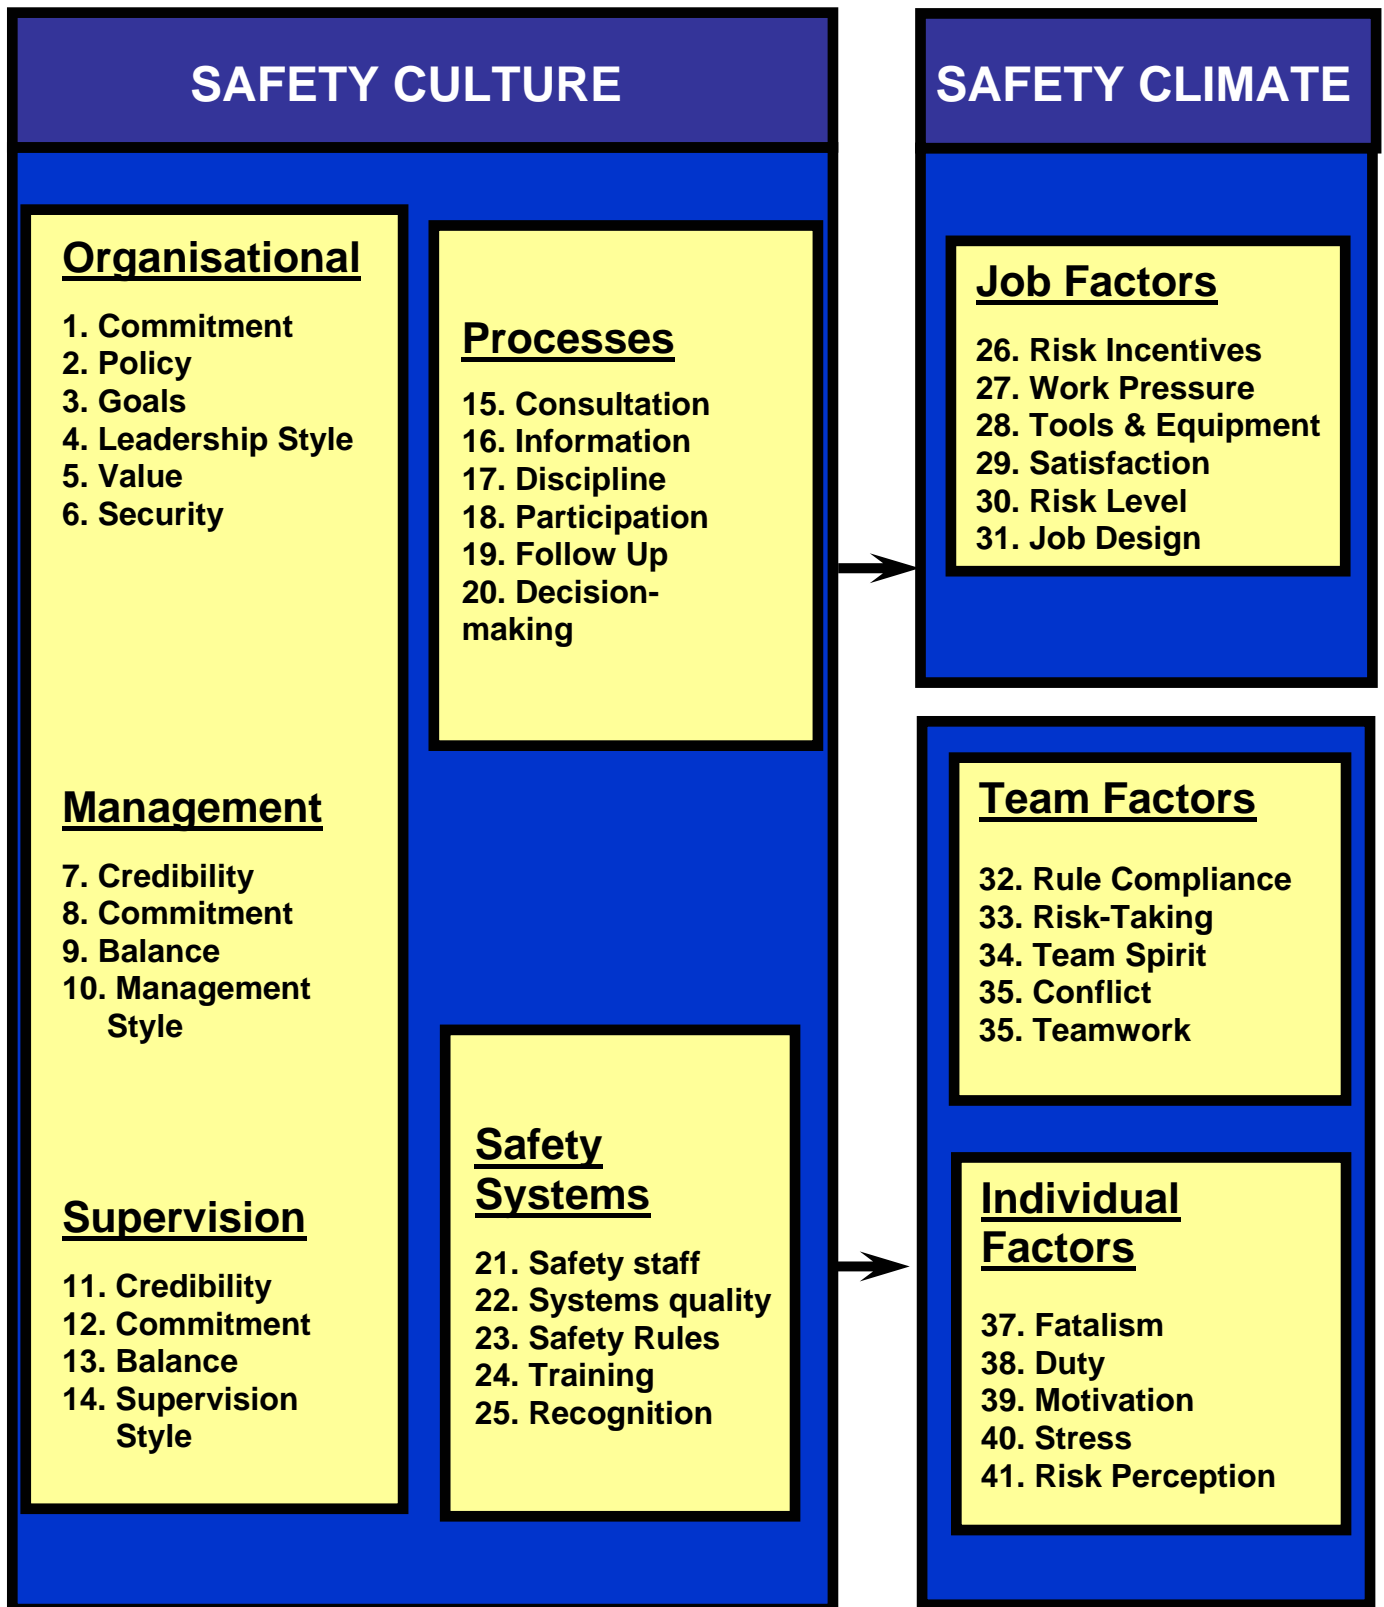 SAFETY CULTURE
Organisational
1. Commitment
2. Policy
3. Goals
4. Leadership Style
5. Value
6. Security
Management
7. Credibility
8. Commitment
9. Balance
10. Management
Style
Supervision
11. Credibility
12. Commitment
13. Balance
14. Supervision
Style
Processes
15. Consultation
16. Information
17. Discipline
18. Participation
19. Follow Up
20. Decision-
making
Safety
Systems
21. Safety staff
22. Systems quality
23. Safety Rules
24. Training
25. Recognition
SAFETY CLIMATE
Job Factors
26. Risk Incentives
27. Work Pressure
28. Tools & Equipment
29. Satisfaction
30. Risk Level
31. Job Design
Team Factors
32. Rule Compliance
33. Risk-Taking
34. Team Spirit
35. Conflict
35. Teamwork
Individual
Factors
37. Fatalism
38. Duty
39. Motivation
40. Stress
41. Risk Perception